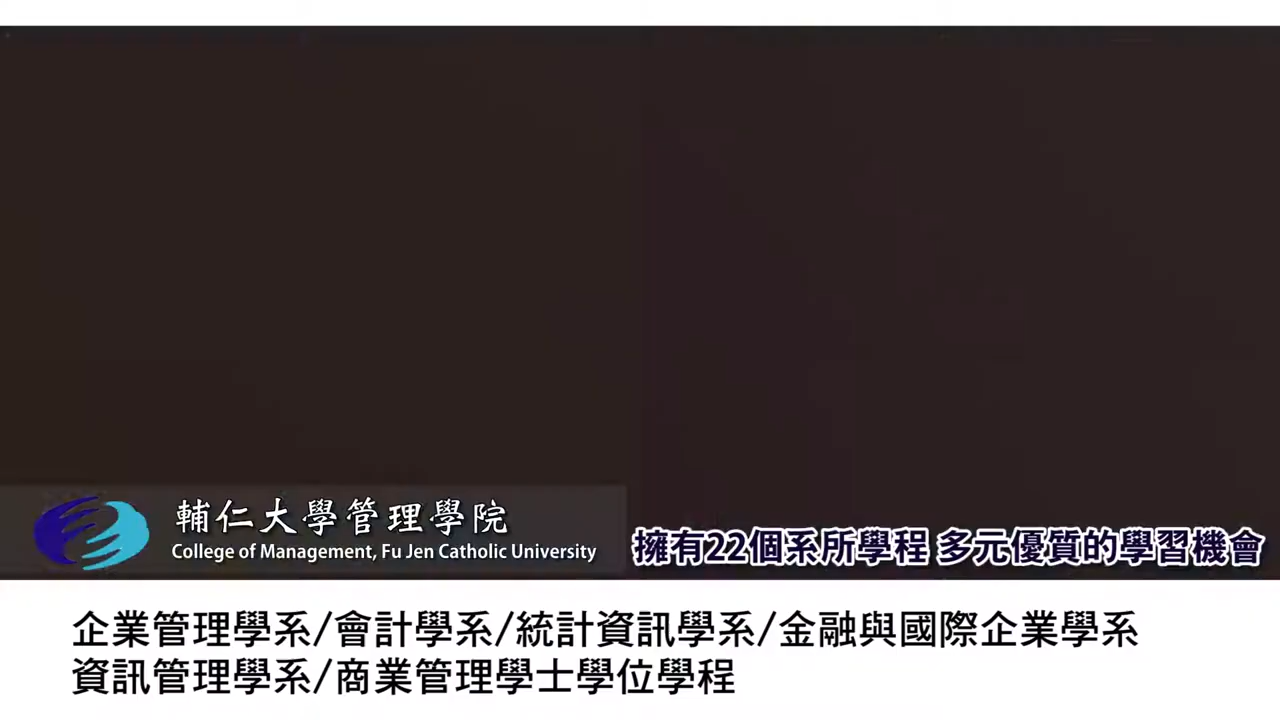 輔仁大學管理學院
College of Management, Fu Jen Catholic University
擁有22個系所學程 多元優質的學習機會
企業管理學系/會計學系/統計資訊學系/金融與國際企業學系
資訊管理學系/商業管理學士學位學程